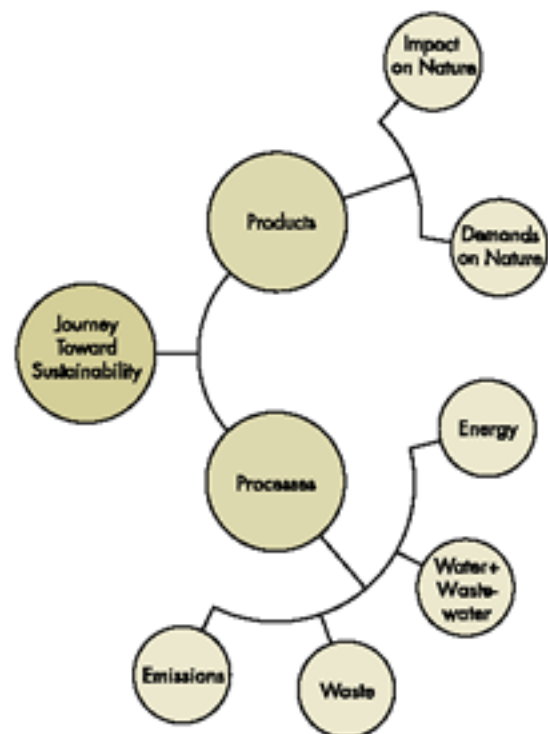 Impact
on Nature
Products
Demands
on Nature
Journey
Toward
Sustainability
Energy
Processes
Water+
Waste-
water
Emissions
Waste